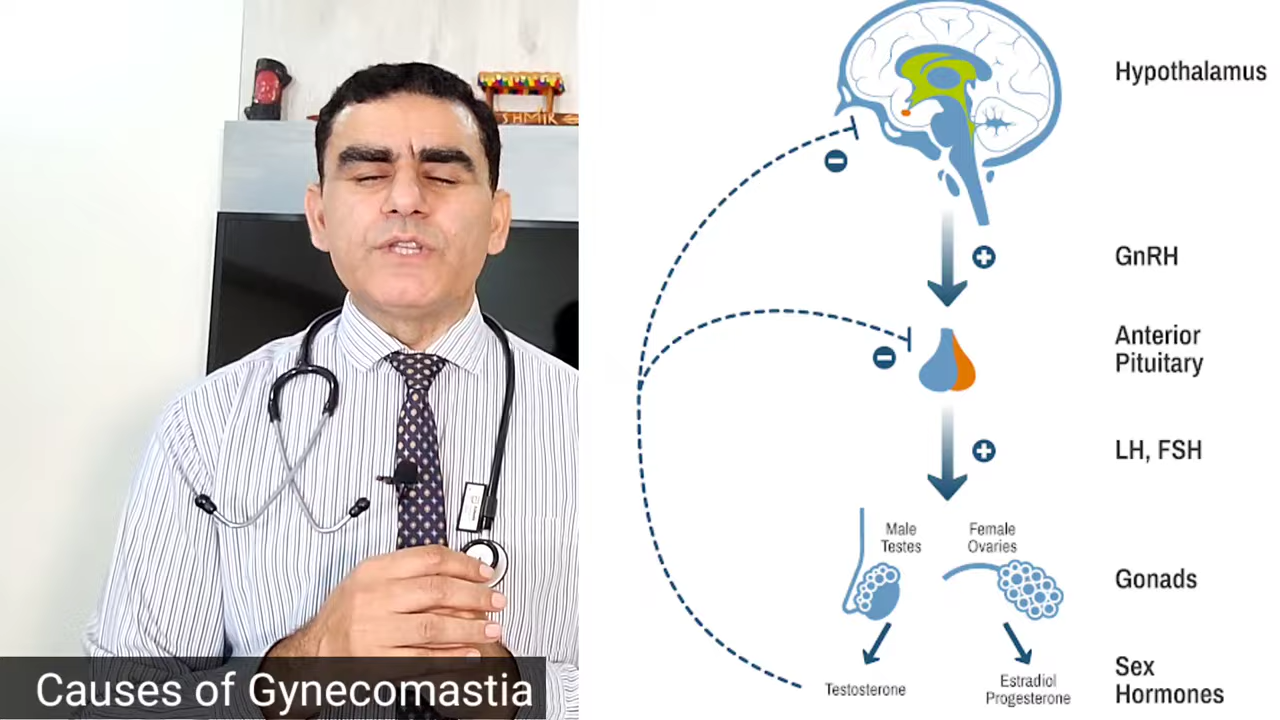 SHMIK
Causes of Gynecomastia
Hypothalamus
GnRH
Anterior
Pituitary
LH, FSH
Male
Testes
Female
Ovaries
Gonads
Testosterone
Estradiol
Progesterone
Sex
Hormones